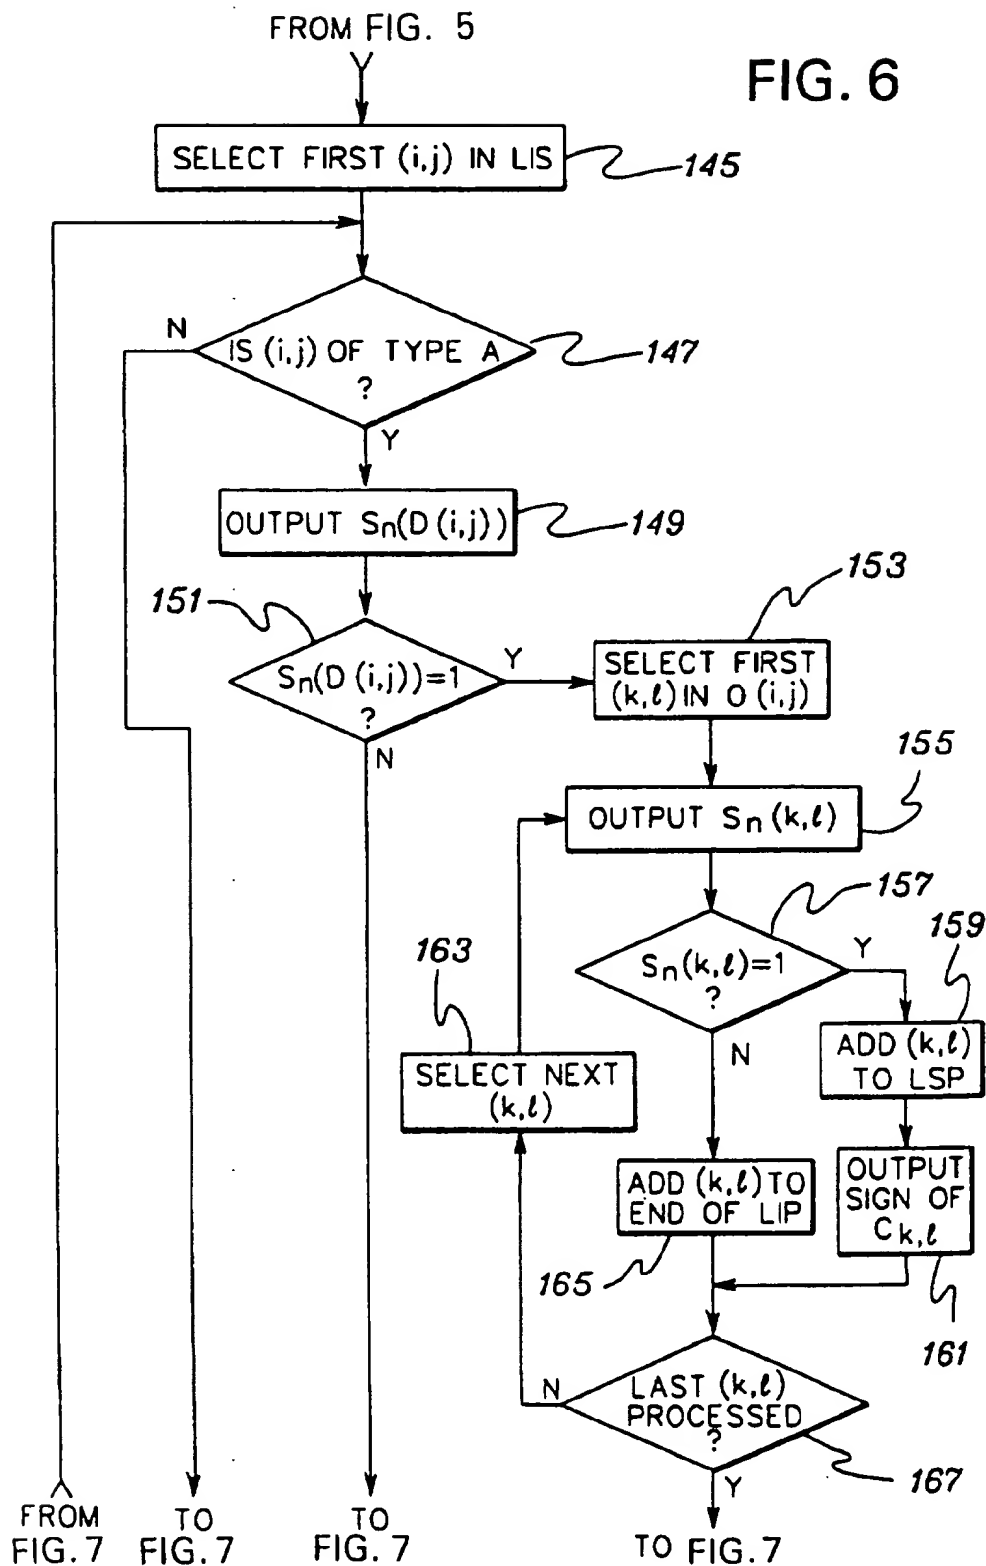 FROM FIG. 5
FIG. 6
SELECT FIRST (i,j) IN LIS
145
N
IS (i,j) OF TYPE A
?
147
Y
OUTPUT Sn(D(i,j))
149
151
Sn(D(i,j))=1
?
Y
N
153
SELECT FIRST
(k,ℓ) IN O(i,j)
155
OUTPUT Sn(k,ℓ)
157
Sn(k,ℓ)=1
?
Y
N
159
ADD (k,ℓ)
TO LSP
163
SELECT NEXT
(k,ℓ)
ADD (k,ℓ) TO
END OF LIP
165
OUTPUT
SIGN OF
Ck,ℓ
161
N
LAST (k,ℓ)
PROCESSED
?
167
Y
FROM
FIG.7
TO
FIG.7
TO
FIG.7
TO FIG.7